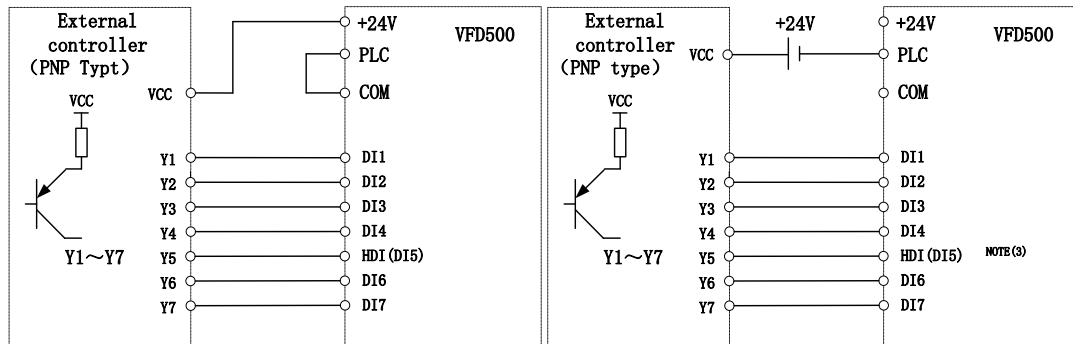 External
controller
(PNP Typt)
VCC
VCC
Y1～Y7
Y1
Y2
Y3
Y4
Y5
Y6
Y7
+24V
PLC
COM
VFD500
DI1
DI2
DI3
DI4
HDI(DI5)
DI6
DI7
External
controller
(PNP type)
VCC
VCC
Y1～Y7
+24V
Y1
Y2
Y3
Y4
Y5
Y6
Y7
+24V
PLC
COM
VFD500
DI1
DI2
DI3
DI4
HDI(DI5) NOTE(3)
DI6
DI7